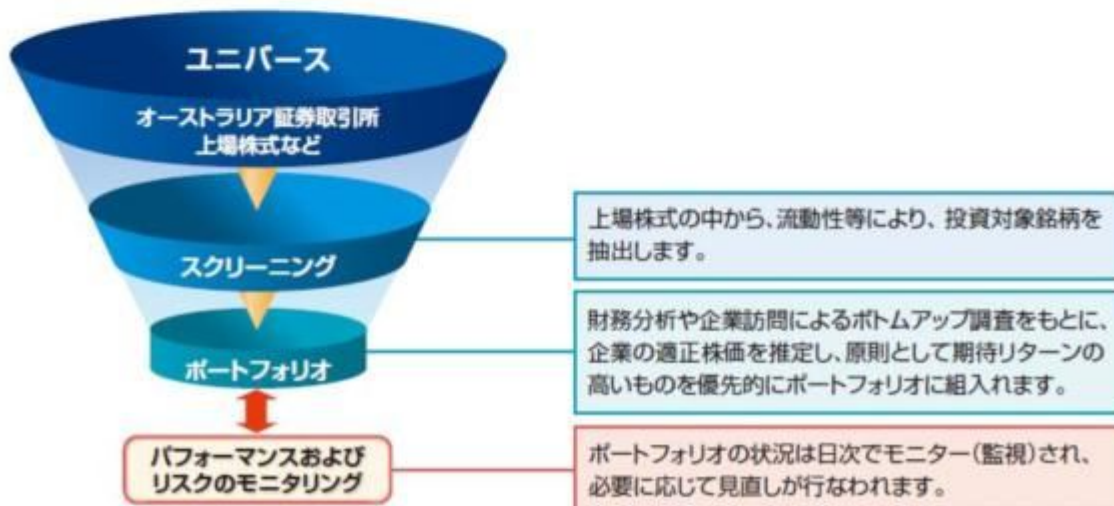 ユニバース
オーストラリア証券取引所
上場株式など
スクリーニング
上場株式の中から、流動性等により、投資対象銘柄を
抽出します。
ポートフォリオ
財務分析や企業訪問によるボトムアップ調査をもとに、
企業の適正株価を推定し、原則として期待リターンの
高いものを優先的にポートフォリオに組入れます。
パフォーマンスおよび
リスクのモニタリング
ポートフォリオの状況は日次でモニター(監視)され、
必要に応じて見直しが行なわれます。